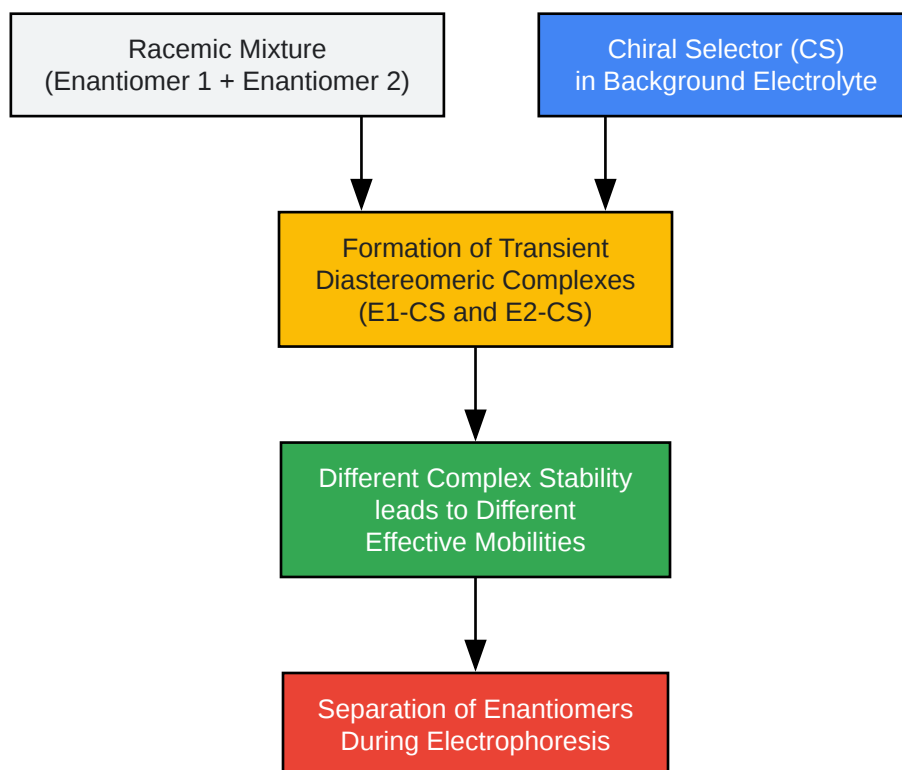 Racemic Mixture
(Enantiomer 1 + Enantiomer 2)
Chiral Selector (CS)
in Background Electrolyte
Formation of Transient
Diastereomeric Complexes
(E1-CS and E2-CS)
Different Complex Stability
leads to Different
Effective Mobilities
Separation of Enantiomers
During Electrophoresis